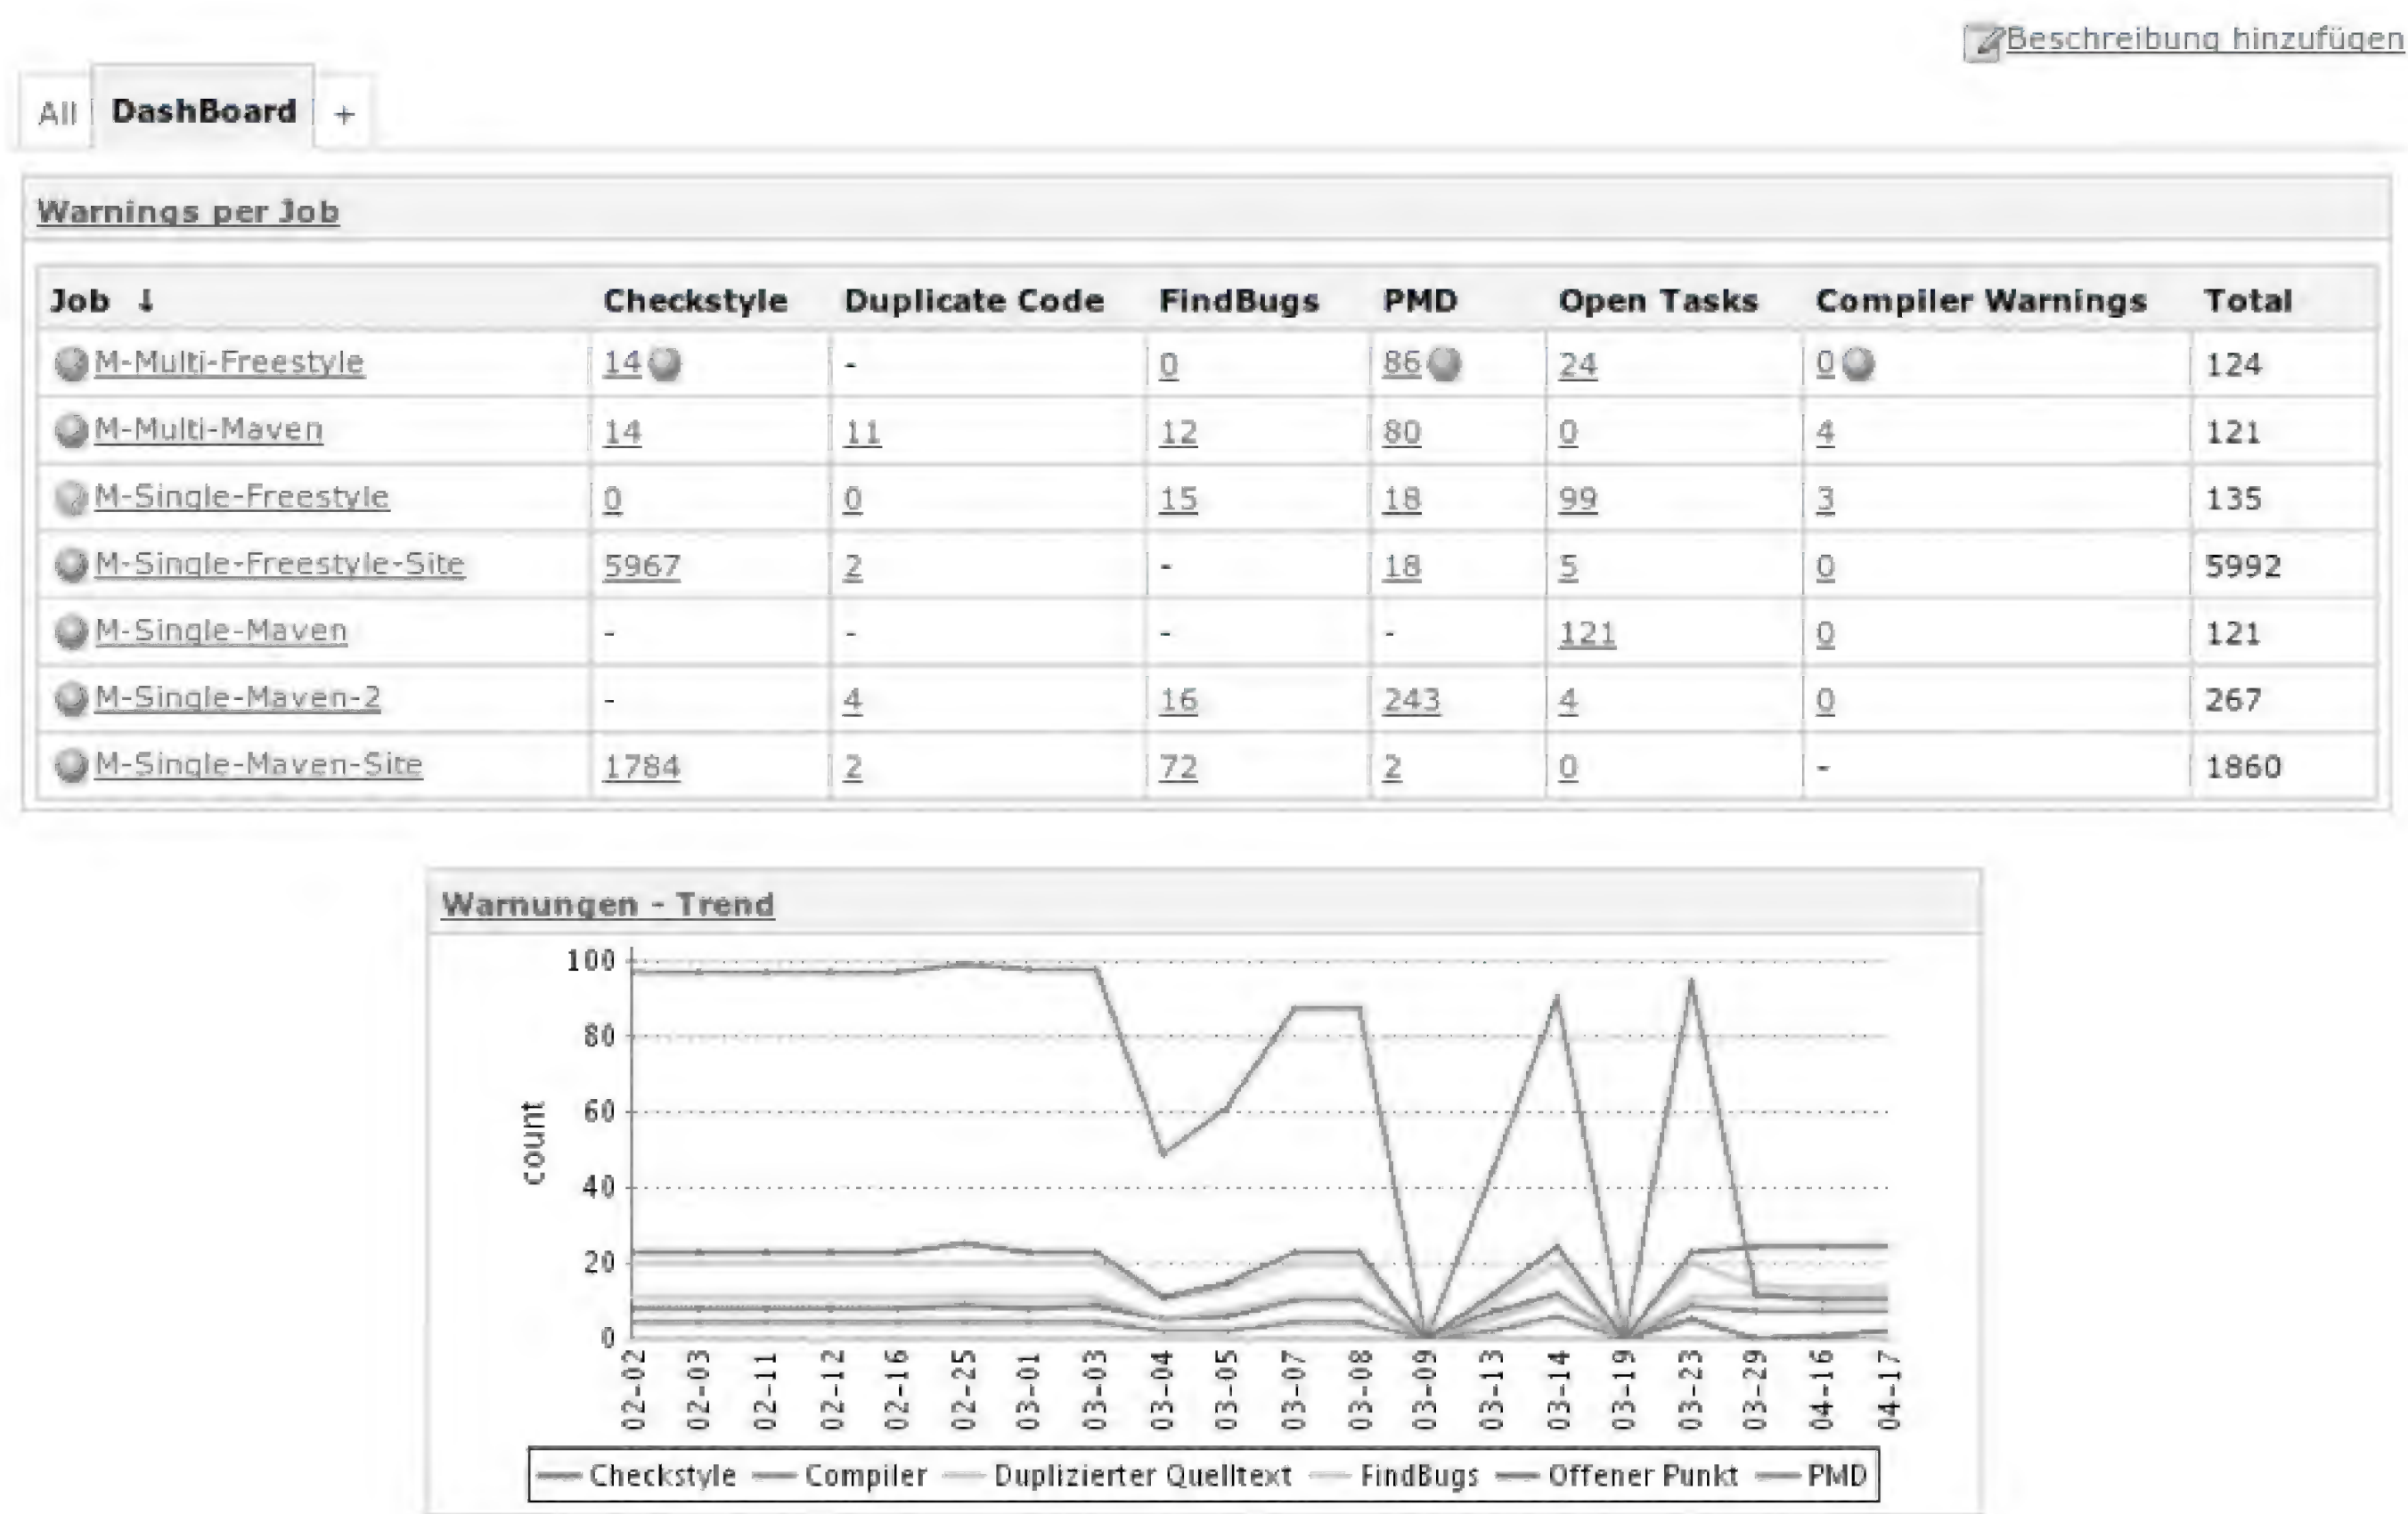 Beschreibung hinzufügen
All DashBoard +
Warnings per Job
Job ↓ Checkstyle Duplicate Code FindBugs PMD Open Tasks Compiler Warnings Total
M-Multi-Freestyle 14 - 0 86 24 0 124
M-Multi-Maven 14 11 12 80 0 4 121
M-Single-Freestyle 0 0 15 18 99 3 135
M-Single-Freestyle-Site 5967 2 - 18 5 0 5992
M-Single-Maven - - - - 121 0 121
M-Single-Maven-2 - 4 16 243 4 0 267
M-Single-Maven-Site 1784 2 72 2 0 - 1860
Warnungen - Trend
100
80
60
40
20
0
count
02-02 02-03 02-11 02-12 02-16 02-25 03-01 03-03 03-04 03-05 03-07 03-08 03-09 03-13 03-14 03-19 03-23 03-29 04-16 04-17
Checkstyle Compiler Duplizierter Quelltext FindBugs Offener Punkt PMD